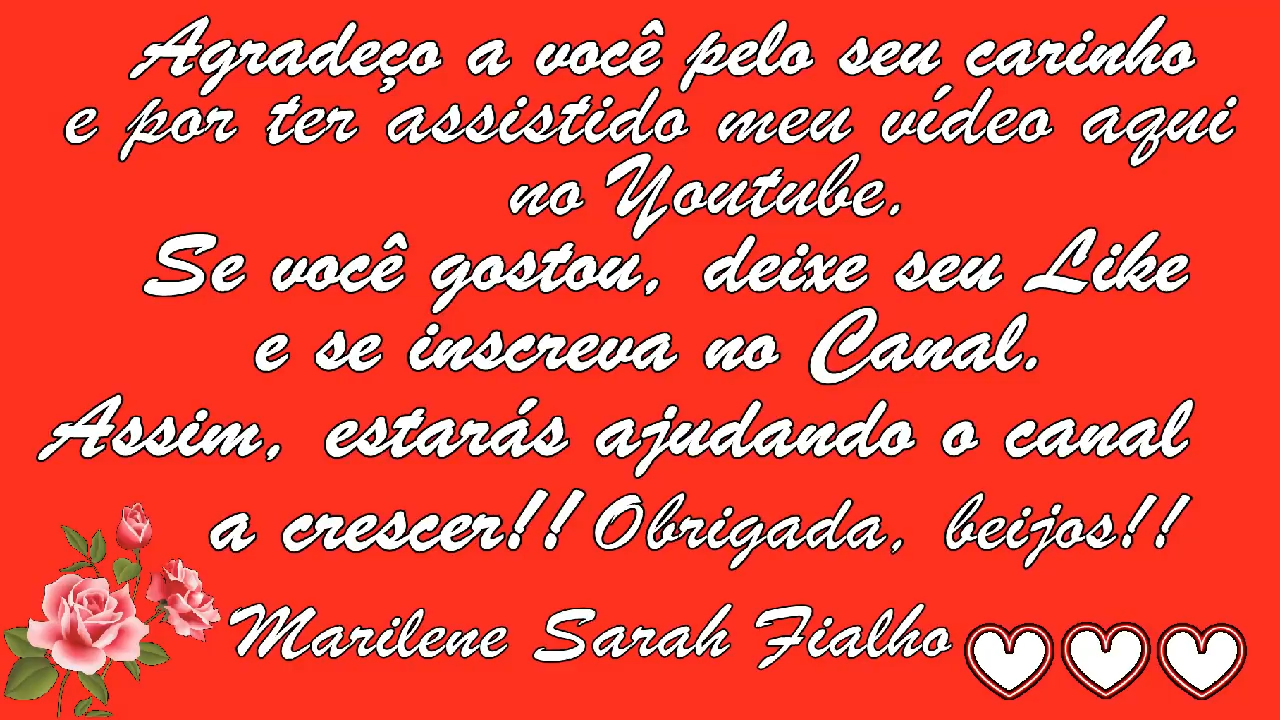 Agradeço a você pelo seu carinho
e por ter assistido meu vídeo aqui
no Youtube.
Se você gostou, deixe seu Like
e se inscreva no Canal.
Assim, estarás ajudando o canal
a crescer!! Obrigada, beijos!!
Marilene Sarah Fialho